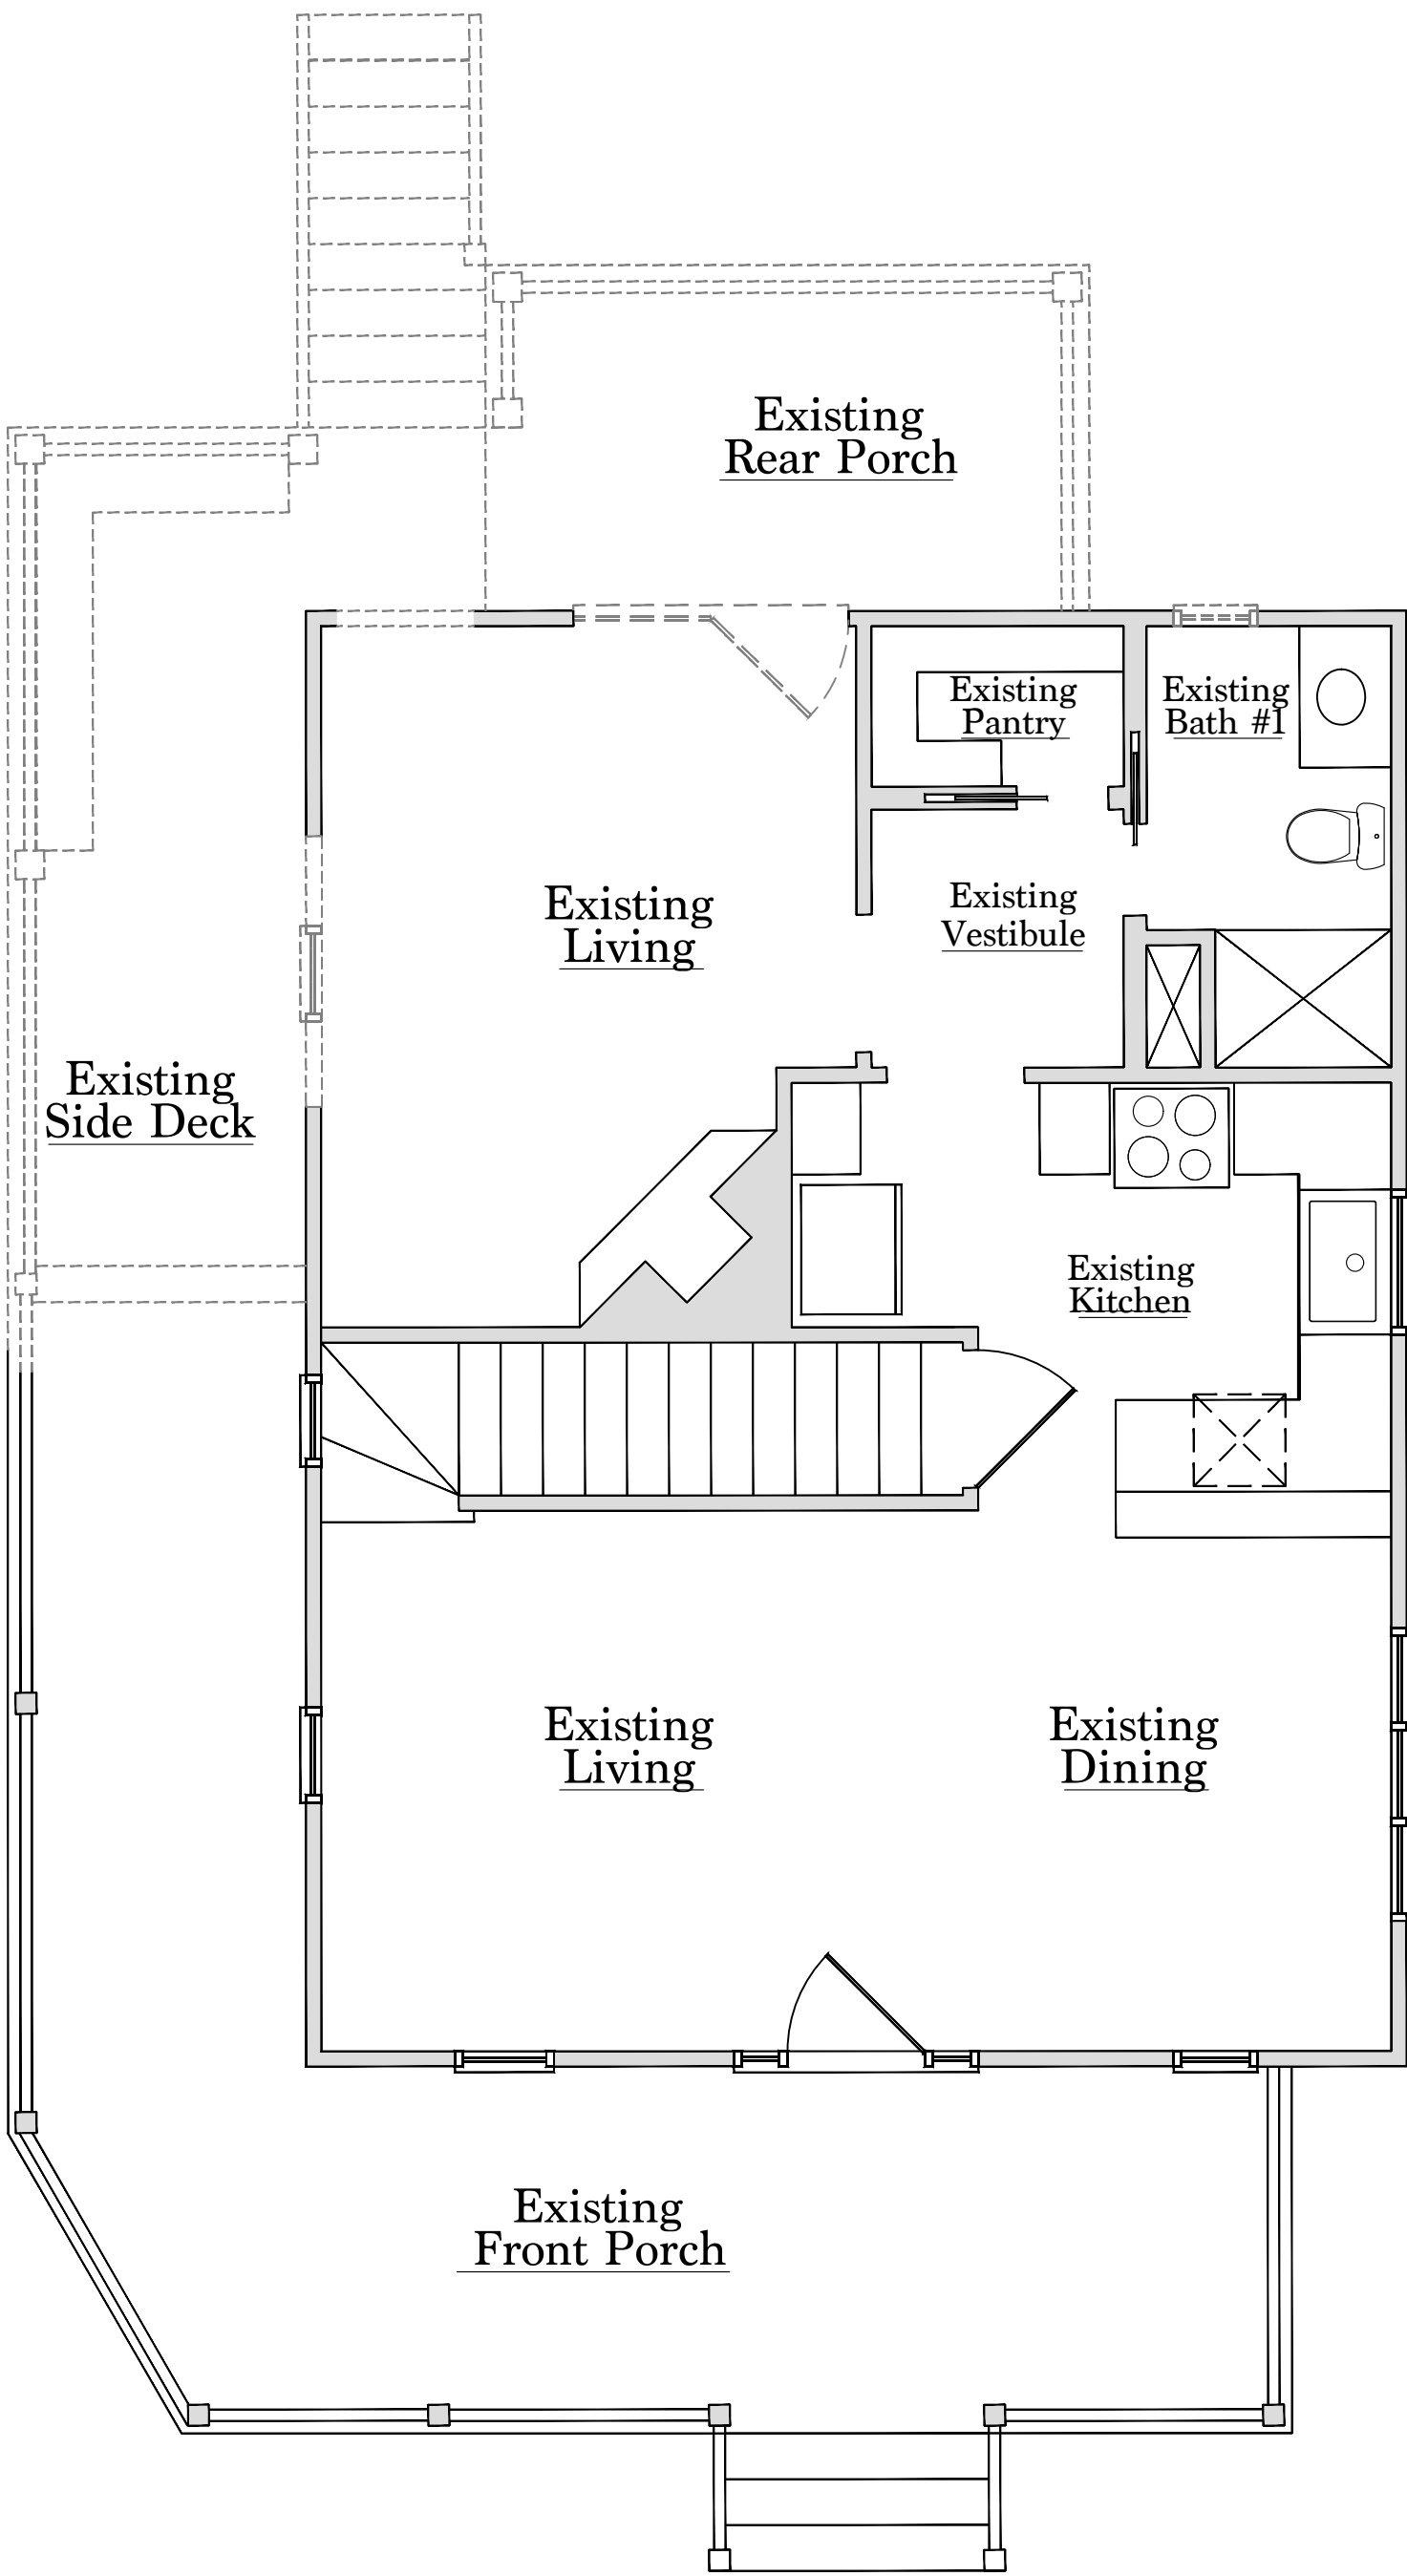 Existing
Rear Porch
Existing
Pantry
Existing
Bath #1
Existing
Living
Existing
Vestibule
Existing
Side Deck
Existing
Kitchen
Existing
Living
Existing
Dining
Existing
Front Porch